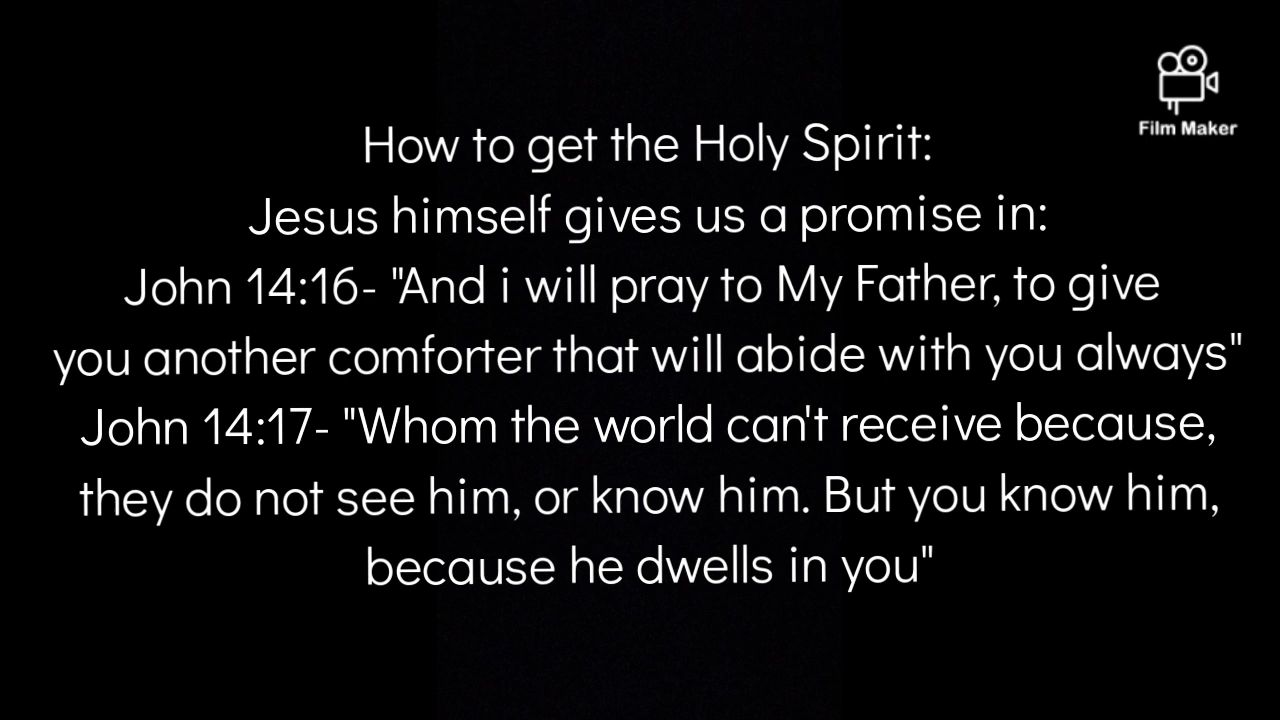 Film Maker
How to get the Holy Spirit:
Jesus himself gives us a promise in:
John 14:16- "And i will pray to My Father, to give
you another comforter that will abide with you always"
John 14:17- "Whom the world can't receive because,
they do not see him, or know him. But you know him,
because he dwells in you"